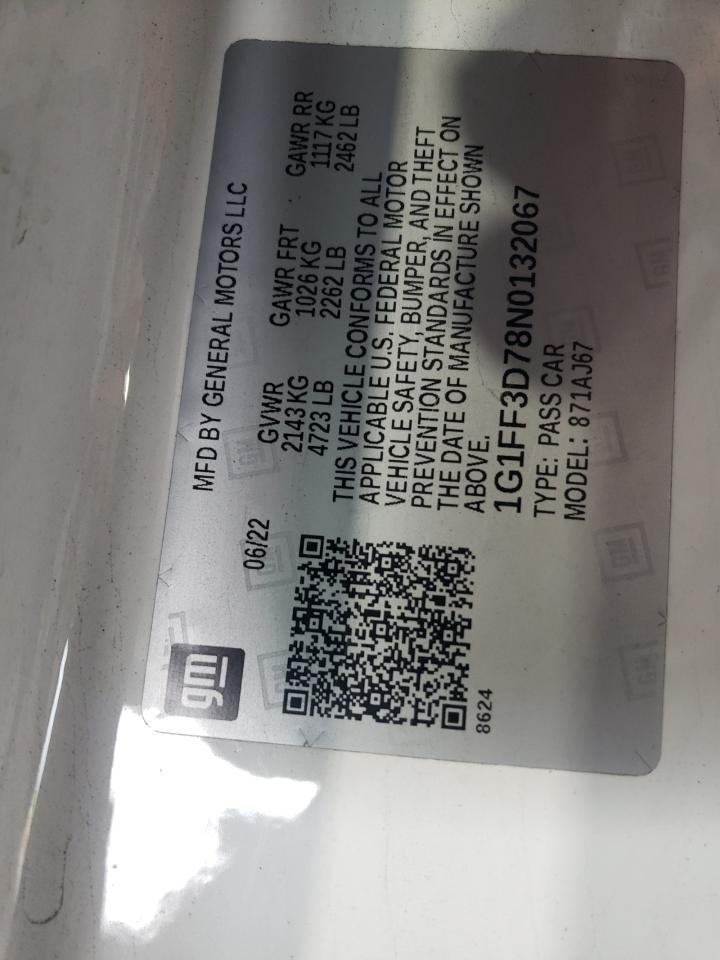 gm
MFD BY GENERAL MOTORS LLC
06/22
GVWR GAWR FRT GAWR RR
2143 KG 1026 KG 1117 KG
4723 LB 2262 LB 2462 LB
THIS VEHICLE CONFORMS TO ALL
APPLICABLE U.S. FEDERAL MOTOR
VEHICLE SAFETY, BUMPER, AND THEFT
PREVENTION STANDARDS IN EFFECT ON
THE DATE OF MANUFACTURE SHOWN
ABOVE.
1G1FF3D78N0132067
TYPE: PASS CAR
MODEL: 871AJ67
8624